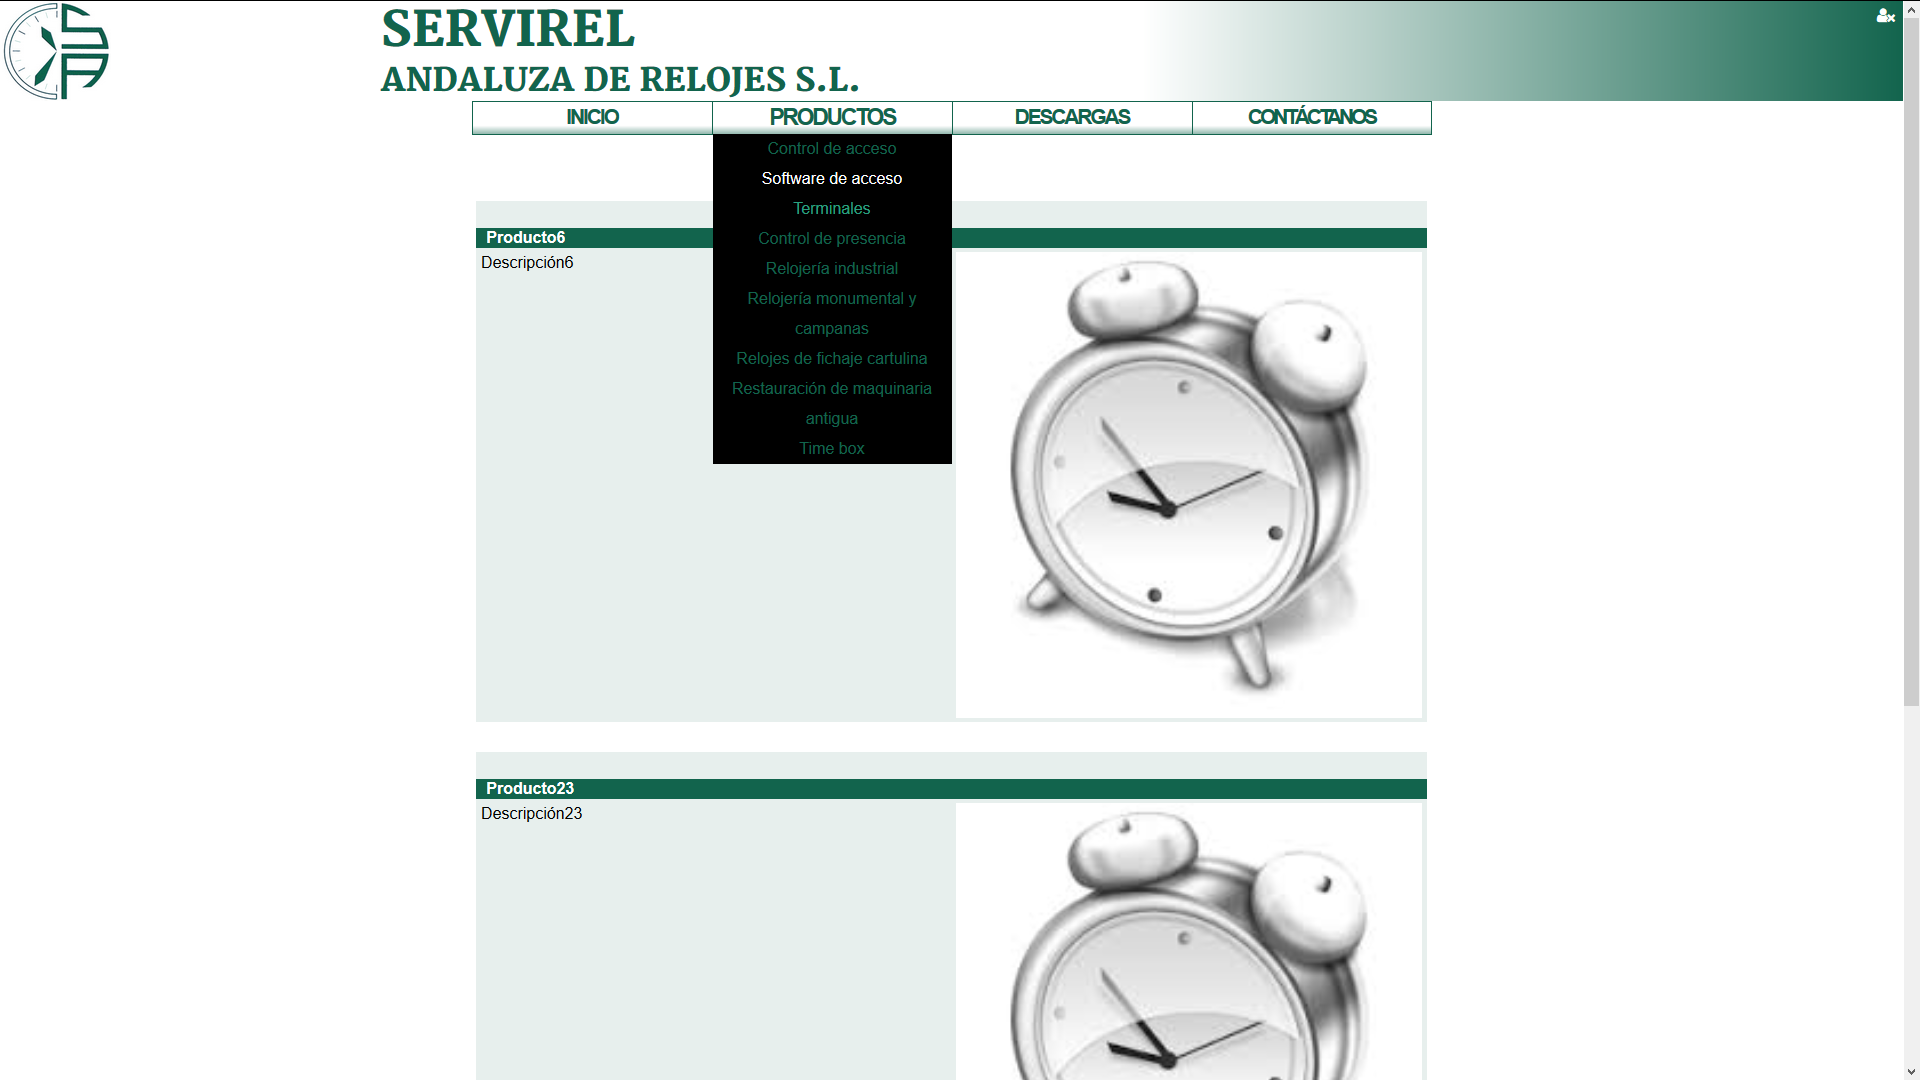 SERVIREL
ANDALUZA DE RELOJES S.L.
INICIO
PRODUCTOS
DESCARGAS
CONTÁCTANOS
Control de acceso
Software de acceso
Terminales
Control de presencia
Relojería industrial
Relojería monumental y
campanas
Relojes de fichaje cartulina
Restauración de maquinaria
antigua
Time box
Producto6
Descripción6
Producto23
Descripción23